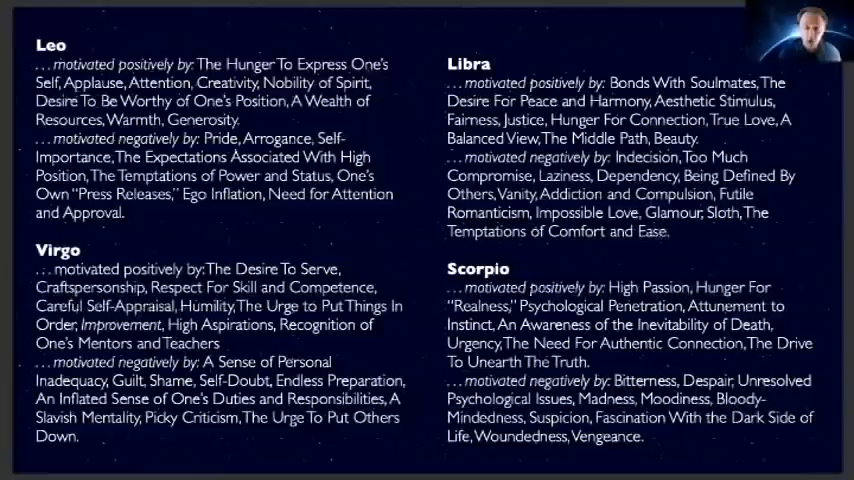 Leo
...motivated positively by: The Hunger To Express One's
Self, Applause, Attention, Creativity, Nobility of Spirit,
Desire To Be Worthy of One's Position, A Wealth of
Resources, Warmth, Generosity.
...motivated negatively by: Pride, Arrogance, Self-
Importance, The Expectations Associated With High
Position, The Temptations of Power and Status, One's
Own “Press Releases,” Ego Inflation, Need for Attention
and Approval.
Virgo
...motivated positively by: The Desire To Serve,
Craftspersonship, Respect For Skill and Competence,
Careful Self-Appraisal, Humility, The Urge to Put Things In
Order, Improvement, High Aspirations, Recognition of
One's Mentors and Teachers
...motivated negatively by: A Sense of Personal
Inadequacy, Guilt, Shame, Self-Doubt, Endless Preparation,
An Inflated Sense of One's Duties and Responsibilities, A
Slavish Mentality, Picky Criticism, The Urge To Put Others
Down.
Libra
...motivated positively by: Bonds With Soulmates, The
Desire For Peace and Harmony, Aesthetic Stimulus,
Fairness, Justice, Hunger For Connection, True Love, A
Balanced View, The Middle Path, Beauty.
...motivated negatively by: Indecision, Too Much
Compromise, Laziness, Dependency, Being Defined By
Others, Vanity, Addiction and Compulsion, Futile
Romanticism, Impossible Love, Glamour, Sloth, The
Temptations of Comfort and Ease.
Scorpio
...motivated positively by: High Passion, Hunger For
“Realness,” Psychological Penetration, Attunement to
Instinct, An Awareness of the Inevitability of Death,
Urgency, The Need For Authentic Connection, The Drive
To Unearth The Truth.
...motivated negatively by: Bitterness, Despair, Unresolved
Psychological Issues, Madness, Moodiness, Bloody-
Mindedness, Suspicion, Fascination With the Dark Side of
Life, Woundedness, Vengeance.